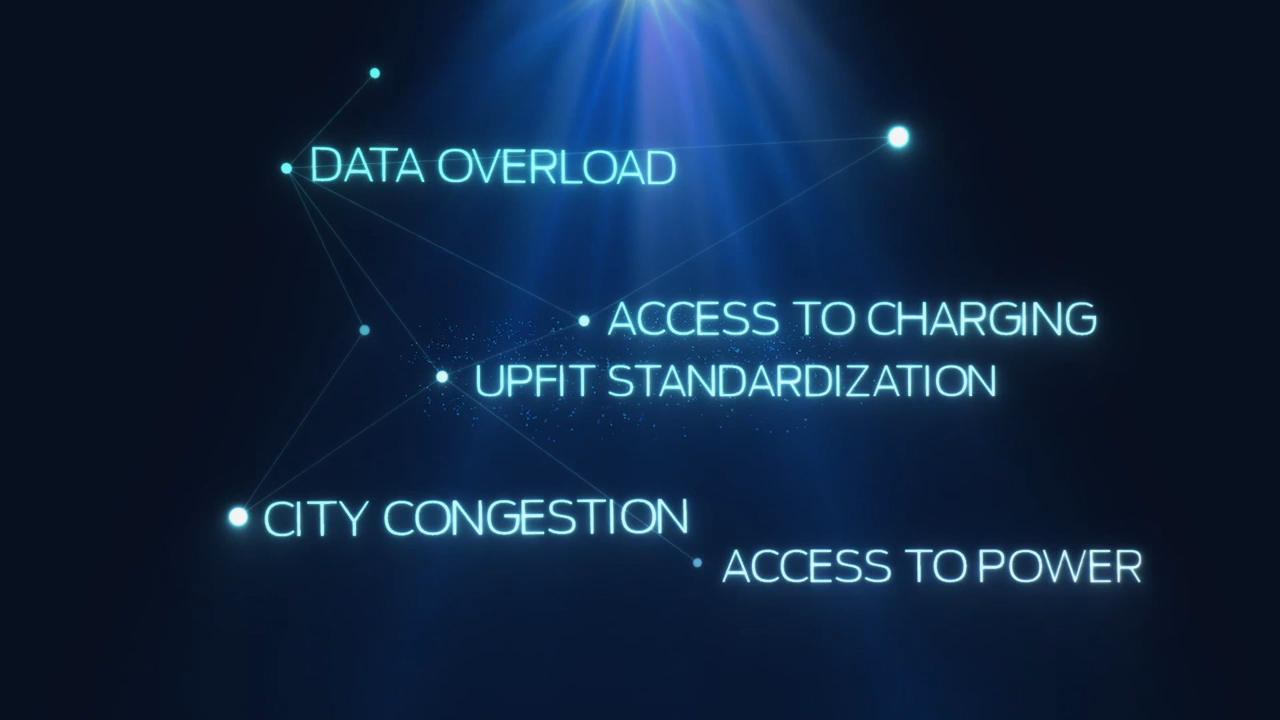 DATA OVERLOAD
ACCESS TO CHARGING
UPFIT STANDARDIZATION
CITY CONGESTION
ACCESS TO POWER